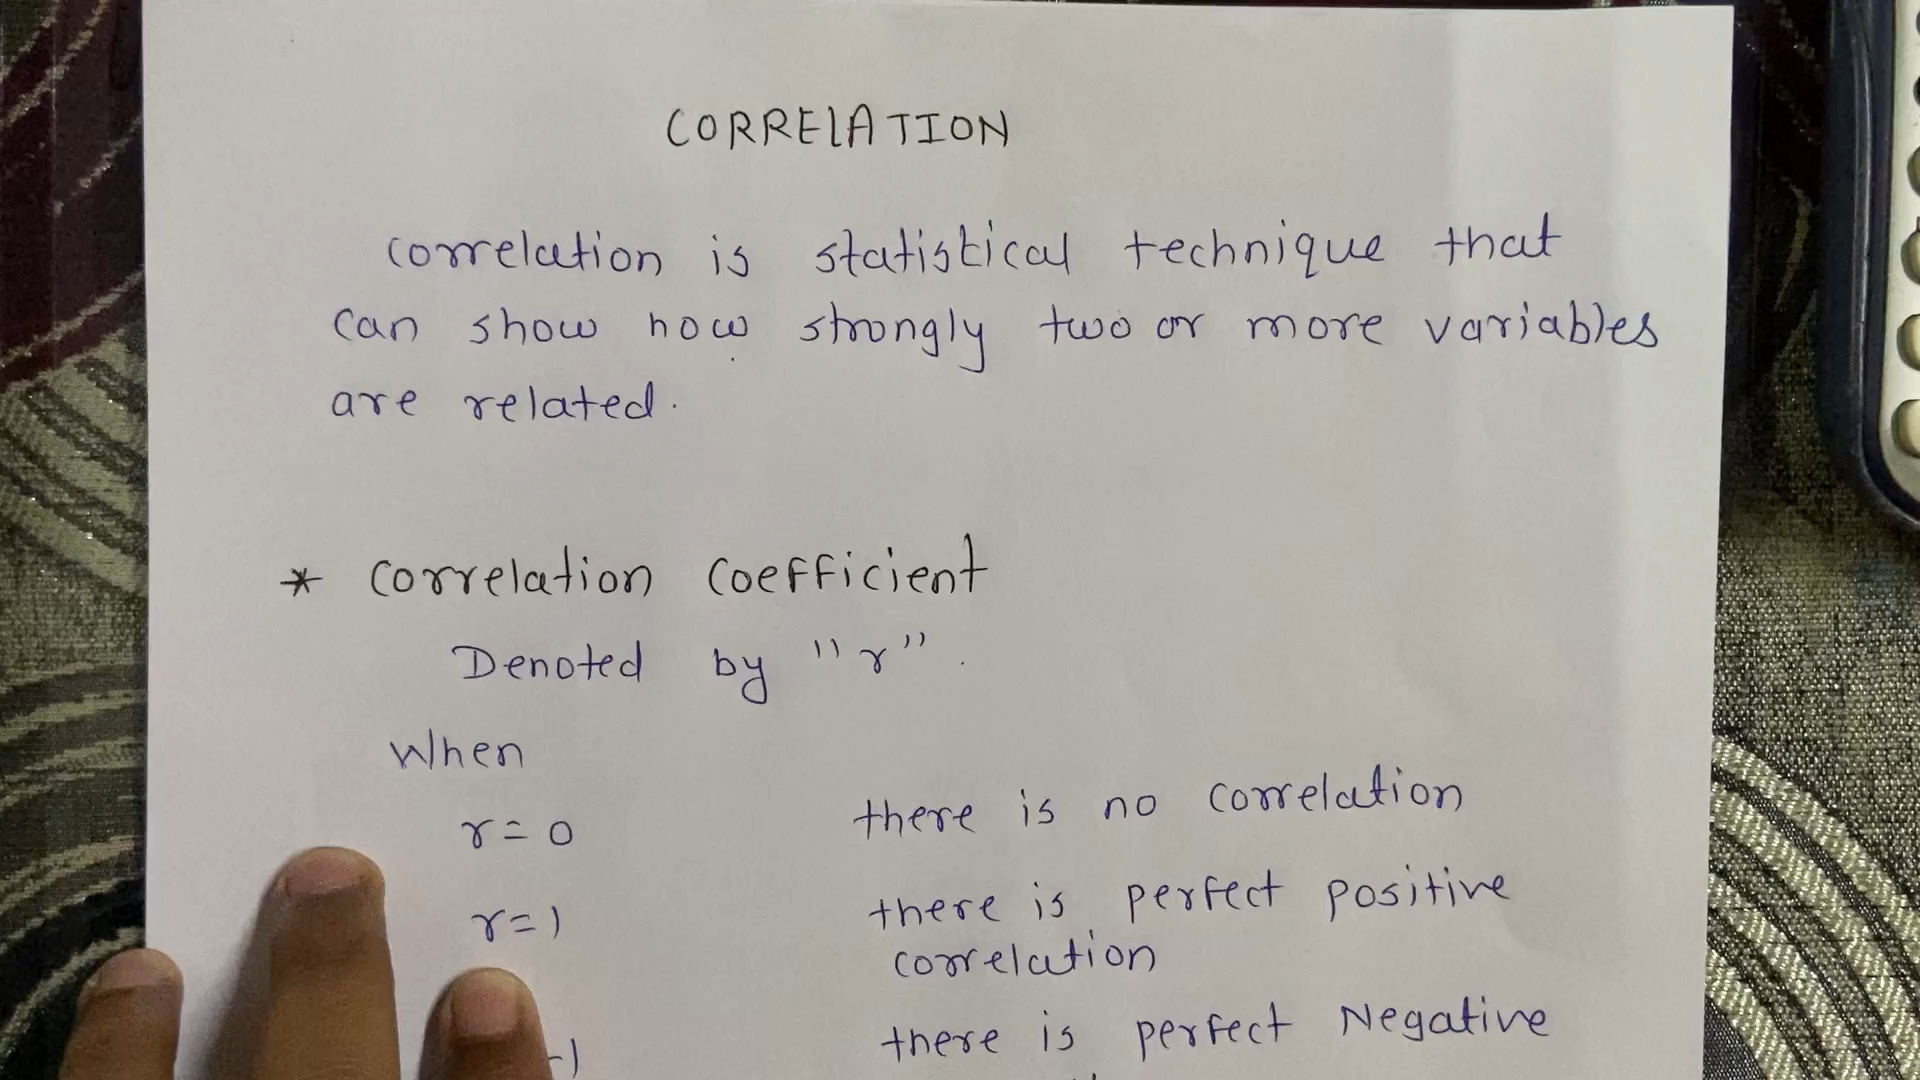 CORRELATION
correlation is statistical technique that
can show how strongly two or more variables
are related.
* Correlation Coefficient
Denoted by "r".
When
r = 0 there is no correlation
r = 1 there is perfect positive
correlation
-1 there is perfect Negative